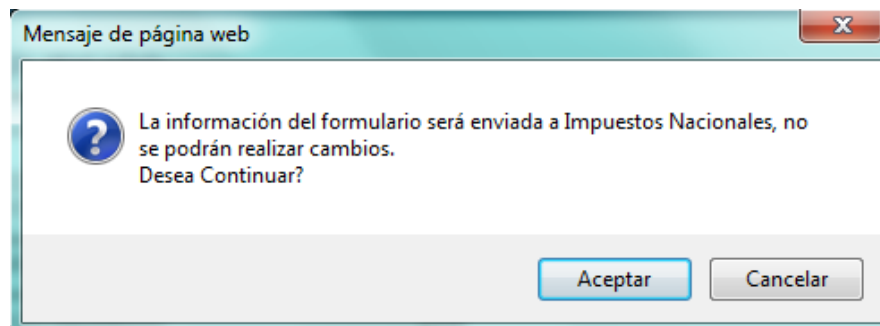 Mensaje de página web
La información del formulario será enviada a Impuestos Nacionales, no
se podrán realizar cambios.
Desea Continuar?
Aceptar Cancelar